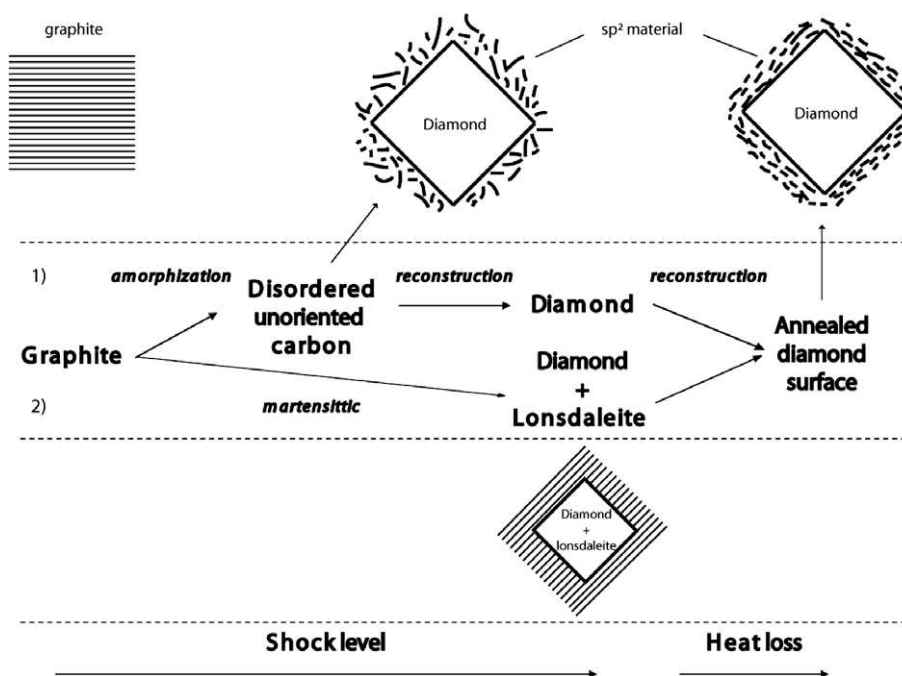 graphite
sp² material
Diamond
Diamond
1)
amorphization
reconstruction
reconstruction
Disordered
unoriented
carbon
Diamond
Annealed
diamond
surface
Graphite
Diamond
+
Lonsdaleite
2)
martensittic
Diamond
+
lonsdaleite
Shock level
Heat loss